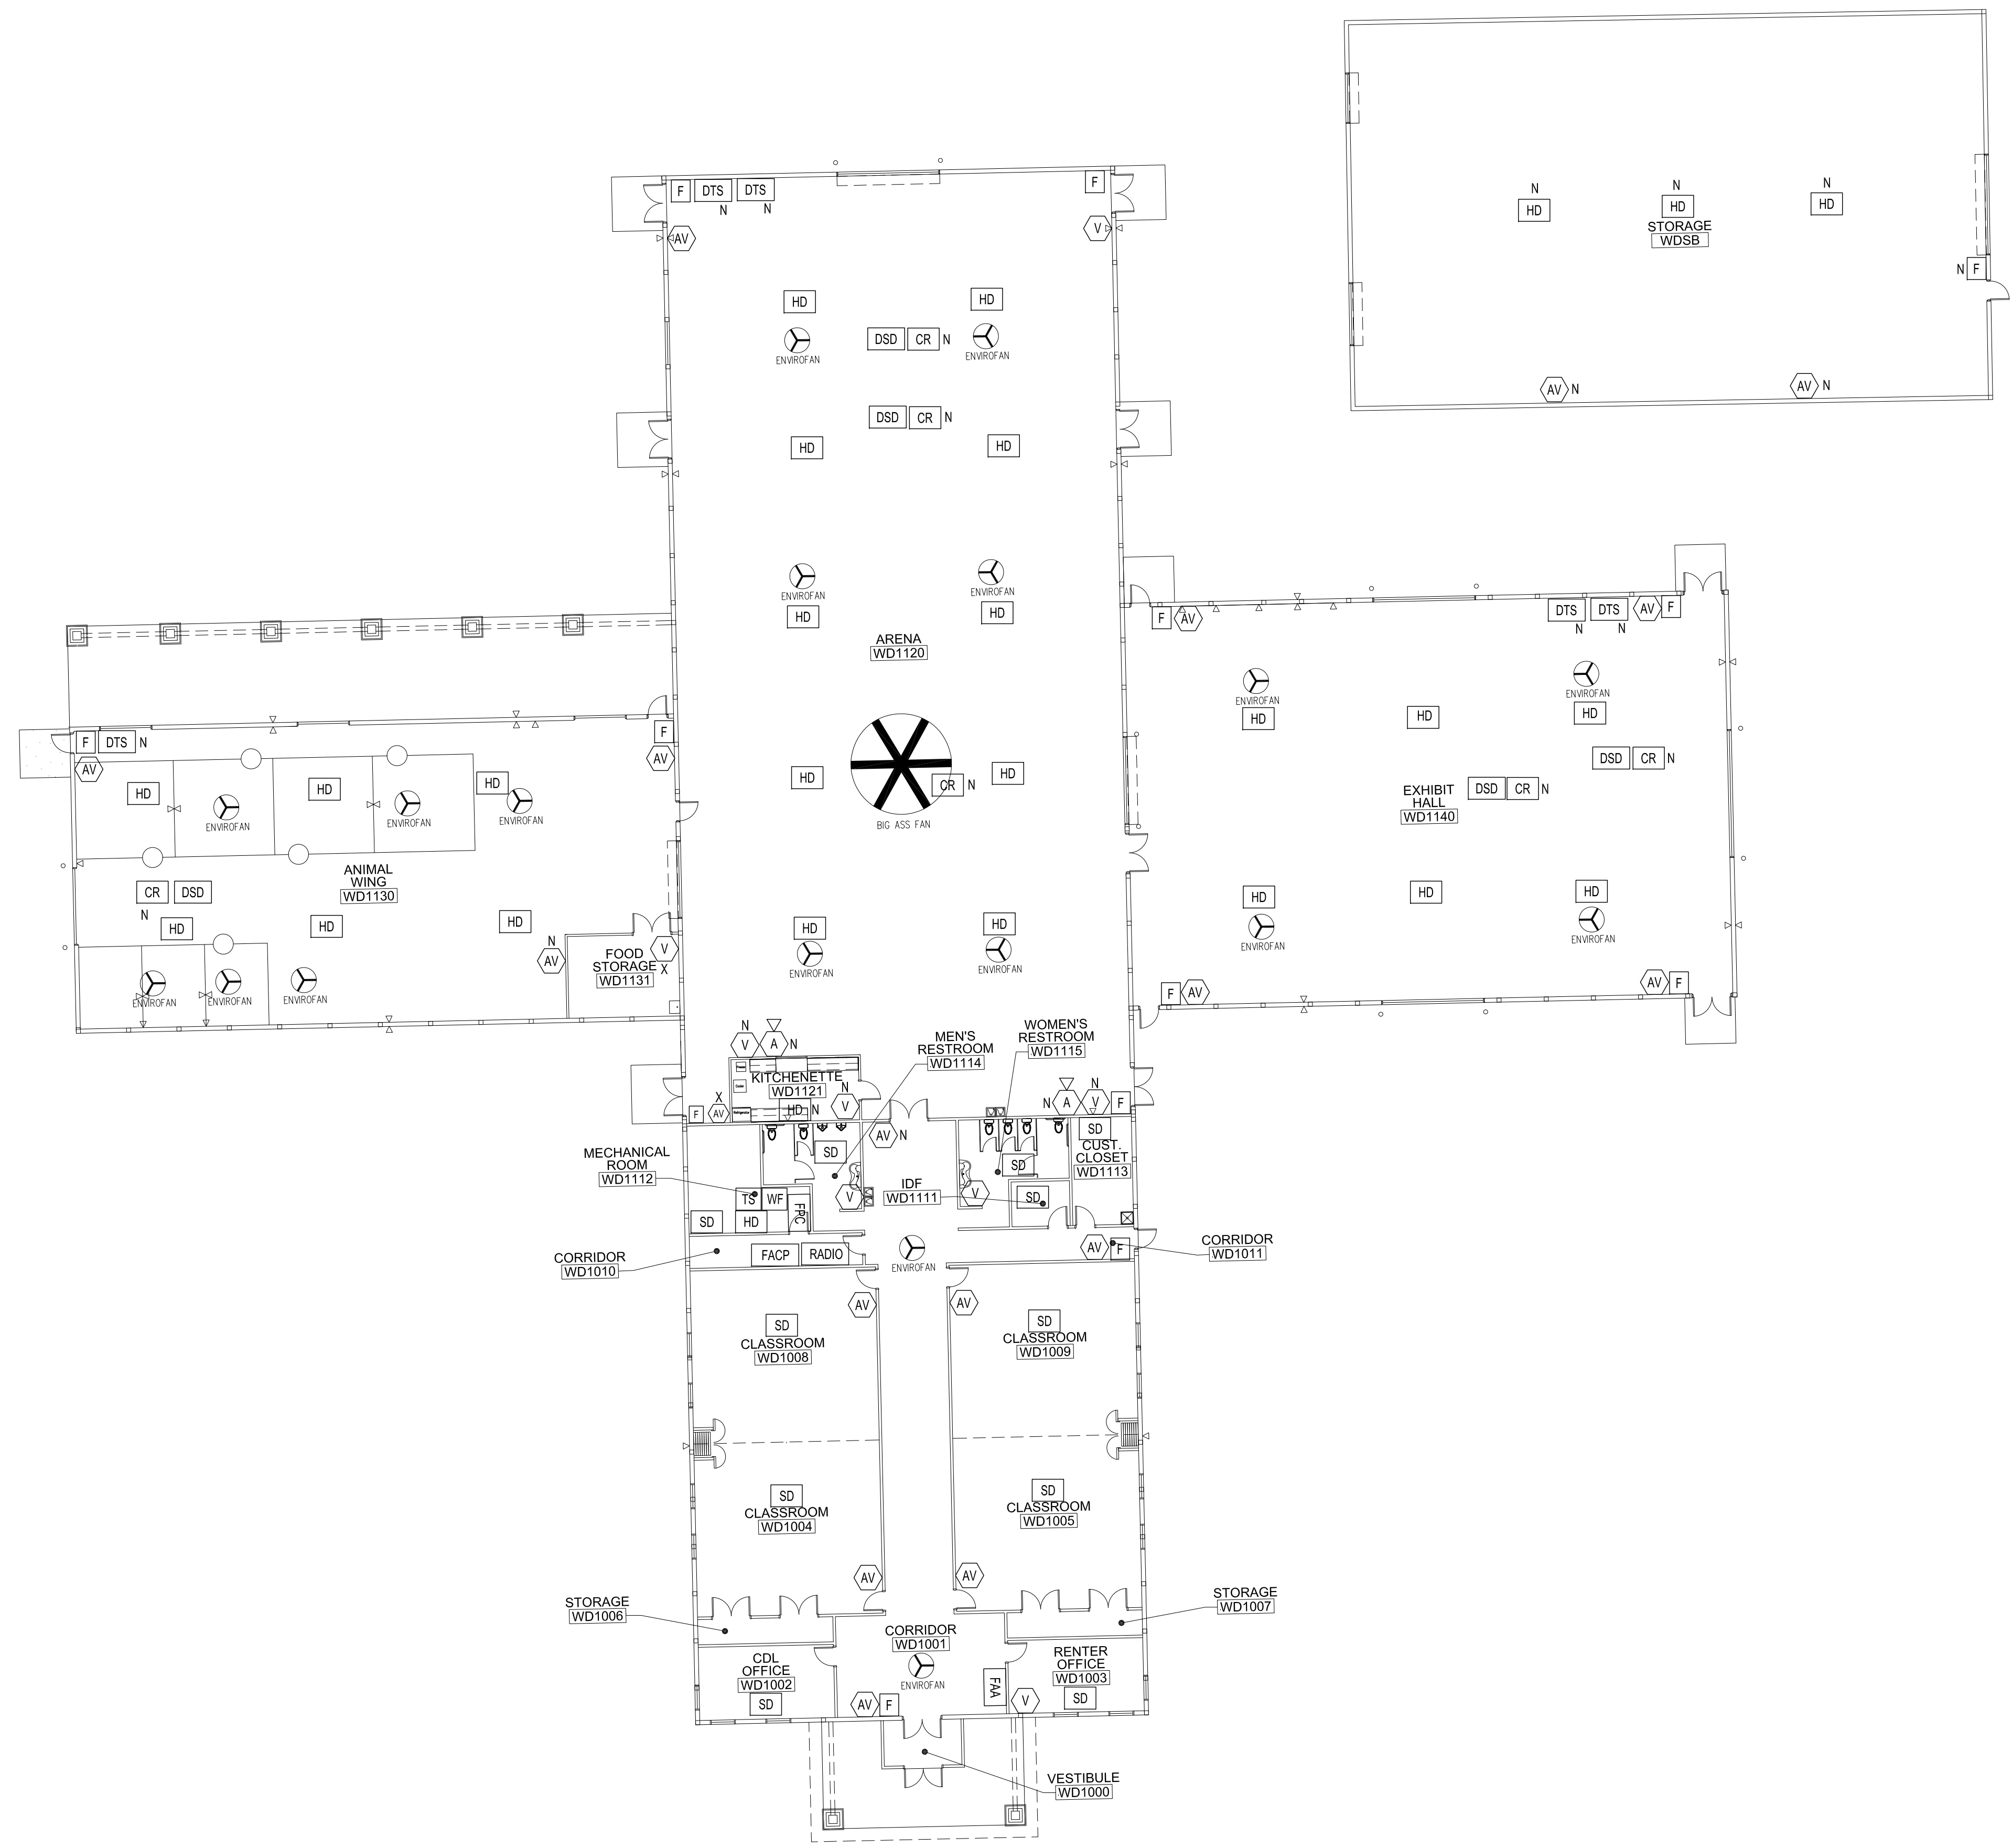 F
DTS
DTS
F
N
N
AV
V
N
N
N
HD
HD
HD
STORAGE
WDSB
N
F
AV
N
AV
N
HD
HD
ENVIROFAN
DSD
CR
N
ENVIROFAN
DSD
CR
N
HD
HD
ENVIROFAN
ENVIROFAN
HD
HD
ARENA
WD1120
HD
HD
CR
N
BIG ASS FAN
HD
HD
ENVIROFAN
ENVIROFAN
F
AV
DTS
DTS
AV
F
N
N
ENVIROFAN
ENVIROFAN
HD
HD
HD
DSD
CR
N
EXHIBIT
HALL
WD1140
DSD
CR
N
HD
HD
HD
ENVIROFAN
ENVIROFAN
F
AV
AV
F
F
DTS
N
F
AV
AV
HD
HD
HD
ENVIROFAN
ENVIROFAN
ENVIROFAN
ANIMAL
WING
WD1130
CR
DSD
N
HD
HD
HD
N
AV
V
X
FOOD
STORAGE
WD1131
ENVIROFAN
ENVIROFAN
ENVIROFAN
N
V
A
N
MEN'S
RESTROOM
WD1114
WOMEN'S
RESTROOM
WD1115
KITCHENETTE
WD1121
HD
N
N
V
X
F
AV
N
A
N
V
F
AV
N
SD
SD
SD
CUST.
CLOSET
WD1113
MECHANICAL
ROOM
WD1112
TS
WF
FPC
SD
HD
V
IDF
WD1111
V
SD
CORRIDOR
WD1010
FACP
RADIO
ENVIROFAN
AV
F
CORRIDOR
WD1011
AV
AV
SD
CLASSROOM
WD1008
SD
CLASSROOM
WD1009
SD
CLASSROOM
WD1004
SD
CLASSROOM
WD1005
AV
AV
STORAGE
WD1006
STORAGE
WD1007
CORRIDOR
WD1001
ENVIROFAN
CDL
OFFICE
WD1002
SD
AV
F
FAA
RENTER
OFFICE
WD1003
SD
V
VESTIBULE
WD1000